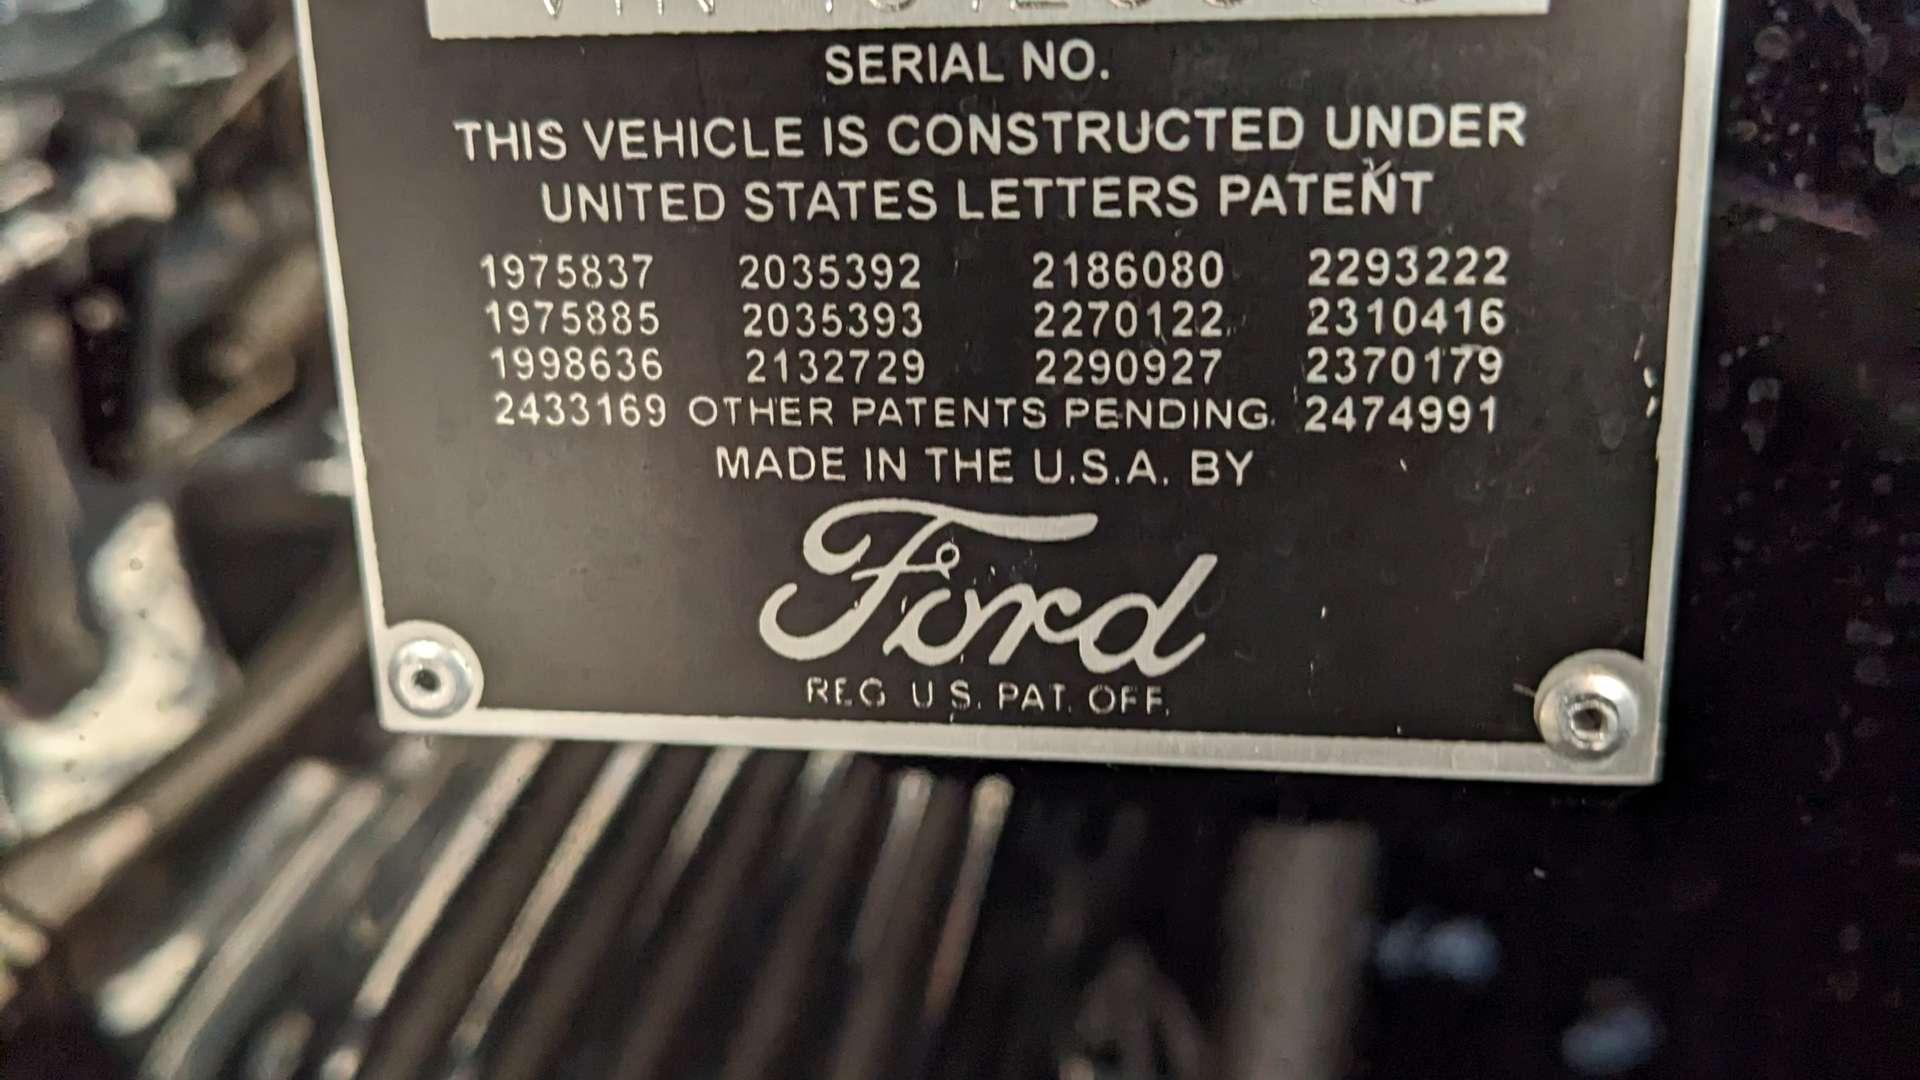 SERIAL NO.
THIS VEHICLE IS CONSTRUCTED UNDER
UNITED STATES LETTERS PATENT
1975837 2035392 2186080 2293222
1975885 2035393 2270122 2310416
1998636 2132729 2290927 2370179
2433169 OTHER PATENTS PENDING. 2474991
MADE IN THE U.S.A. BY
Ford
REG U.S. PAT. OFF.